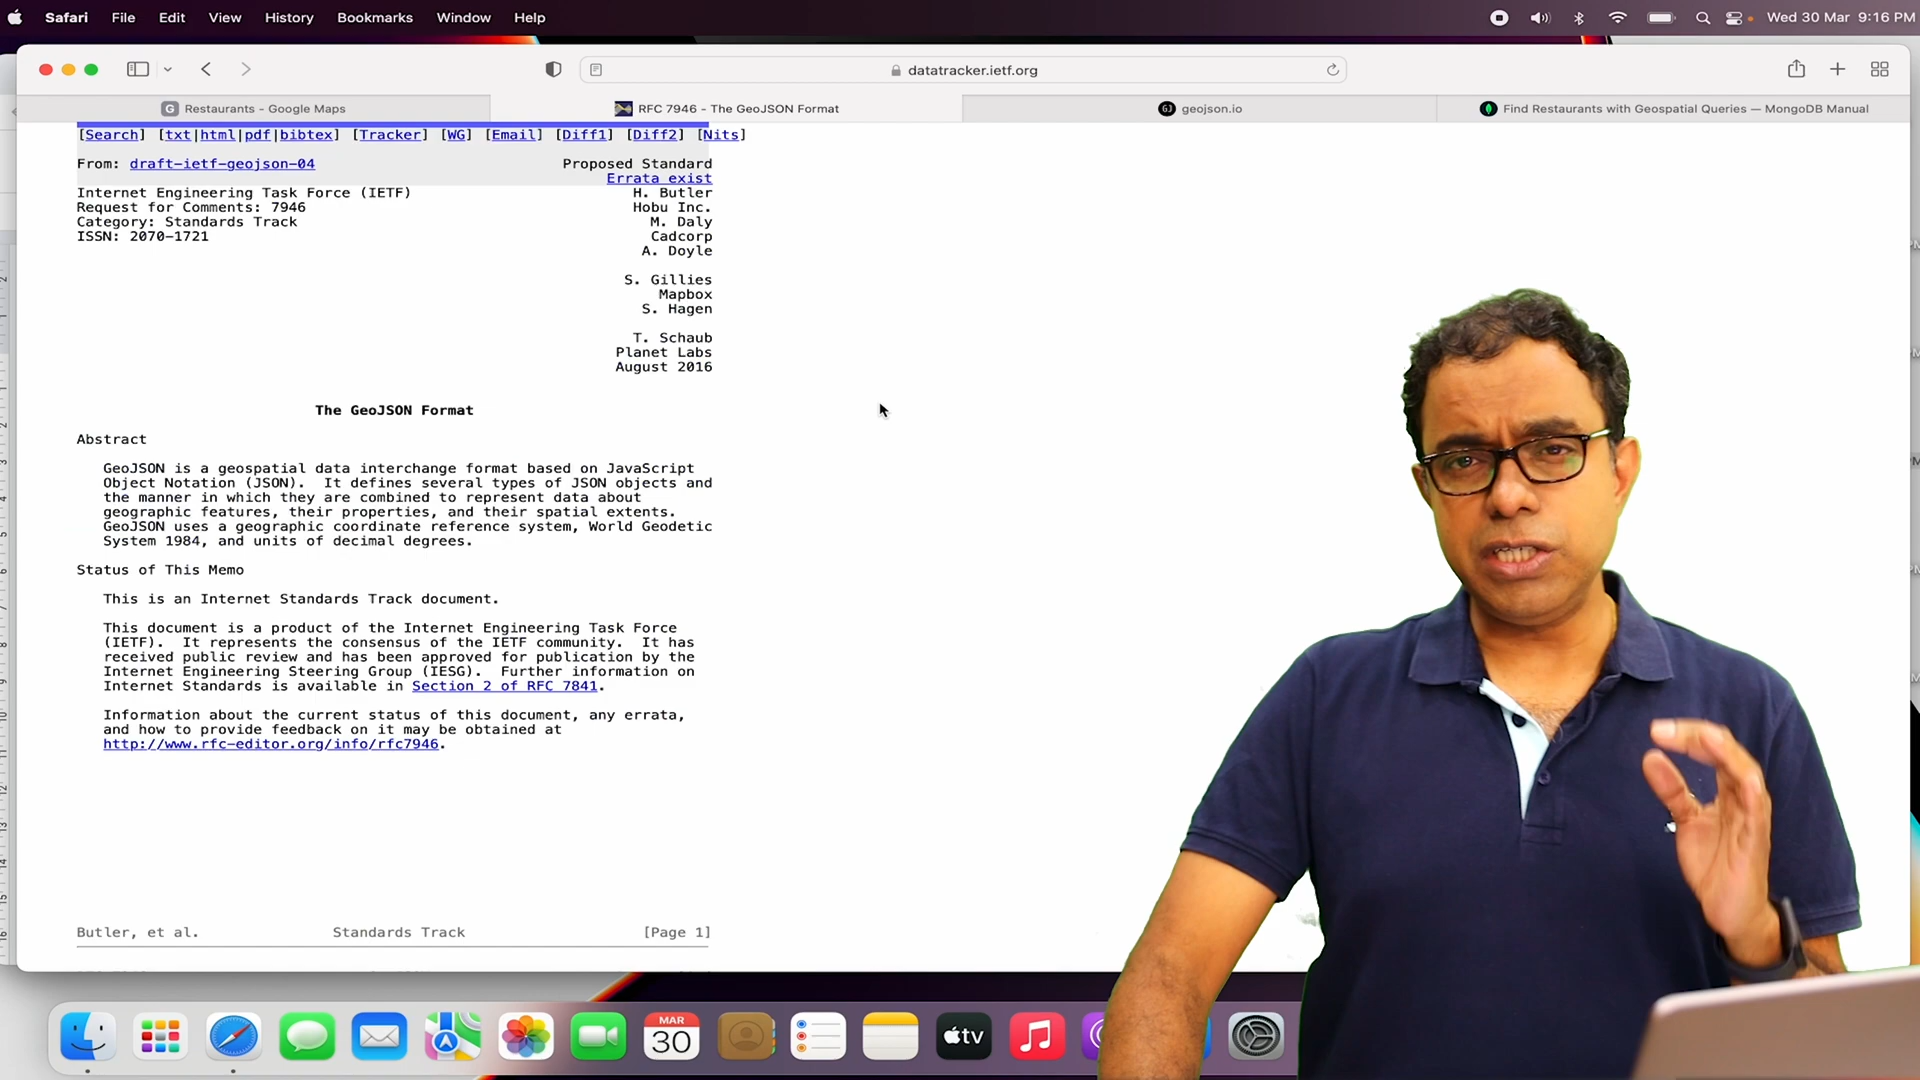 Safari File Edit View History Bookmarks Window Help Wed 30 Mar 9:16 PM
datatracker.ietf.org
G Restaurants - Google Maps RFC 7946 - The GeoJSON Format GJ geojson.io Find Restaurants with Geospatial Queries — MongoDB Manual
[Search] [txt|html|pdf|bibtex] [Tracker] [WG] [Email] [Diff1] [Diff2] [Nits]
From: draft-ietf-geojson-04 Proposed Standard
Errata exist
Internet Engineering Task Force (IETF) H. Butler
Request for Comments: 7946 Hobu Inc.
Category: Standards Track M. Daly
ISSN: 2070-1721 Cadcorp
A. Doyle
S. Gillies
Mapbox
S. Hagen
T. Schaub
Planet Labs
August 2016
The GeoJSON Format
Abstract
GeoJSON is a geospatial data interchange format based on JavaScript
Object Notation (JSON). It defines several types of JSON objects and
the manner in which they are combined to represent data about
geographic features, their properties, and their spatial extents.
GeoJSON uses a geographic coordinate reference system, World Geodetic
System 1984, and units of decimal degrees.
Status of This Memo
This is an Internet Standards Track document.
This document is a product of the Internet Engineering Task Force
(IETF). It represents the consensus of the IETF community. It has
received public review and has been approved for publication by the
Internet Engineering Steering Group (IESG). Further information on
Internet Standards is available in Section 2 of RFC 7841.
Information about the current status of this document, any errata,
and how to provide feedback on it may be obtained at
http://www.rfc-editor.org/info/rfc7946.
Butler, et al. Standards Track [Page 1]
MAR
30
tv